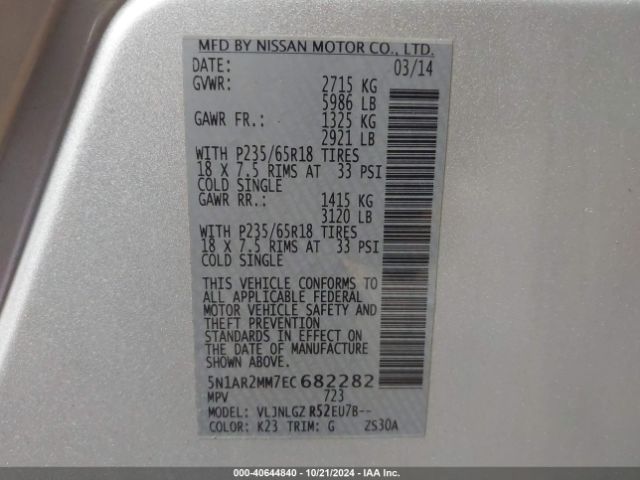 MFD BY NISSAN MOTOR CO., LTD.
DATE: 03/14
GVWR: 2715 KG
5986 LB
GAWR FR.: 1325 KG
2921 LB
WITH P235/65R18 TIRES
18 X 7.5 RIMS AT 33 PSI
COLD SINGLE
GAWR RR.: 1415 KG
3120 LB
WITH P235/65R18 TIRES
18 X 7.5 RIMS AT 33 PSI
COLD SINGLE
THIS VEHICLE CONFORMS TO
ALL APPLICABLE FEDERAL
MOTOR VEHICLE SAFETY AND
THEFT PREVENTION
STANDARDS IN EFFECT ON
THE DATE OF MANUFACTURE
SHOWN ABOVE.
5N1AR2MM7EC682282
MPV 723
MODEL: VLJNLGZ R52EU7B--
COLOR: K23 TRIM: G ZS30A
000-40644840 - 10/21/2024 - IAA Inc.